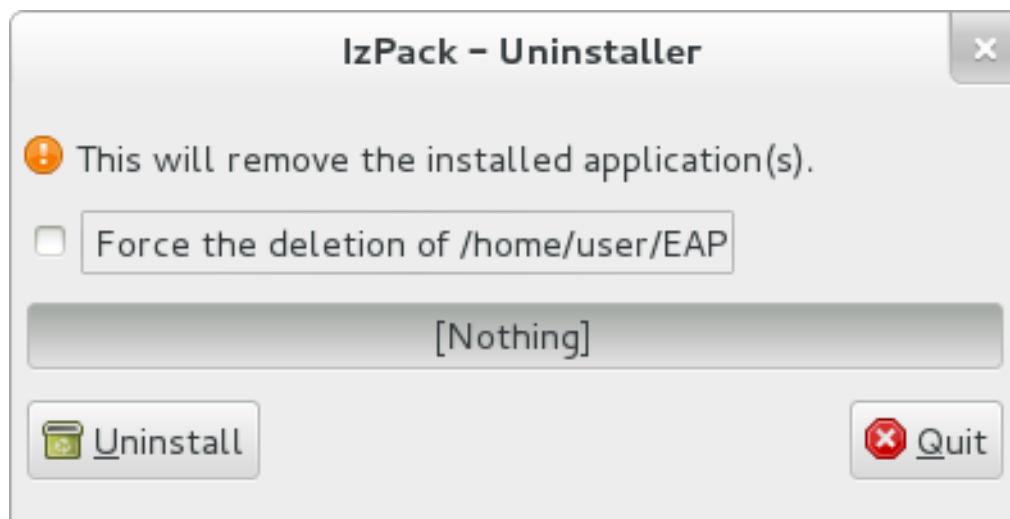 IzPack – Uninstaller
This will remove the installed application(s).
Force the deletion of /home/user/EAP
[Nothing]
Uninstall
Quit